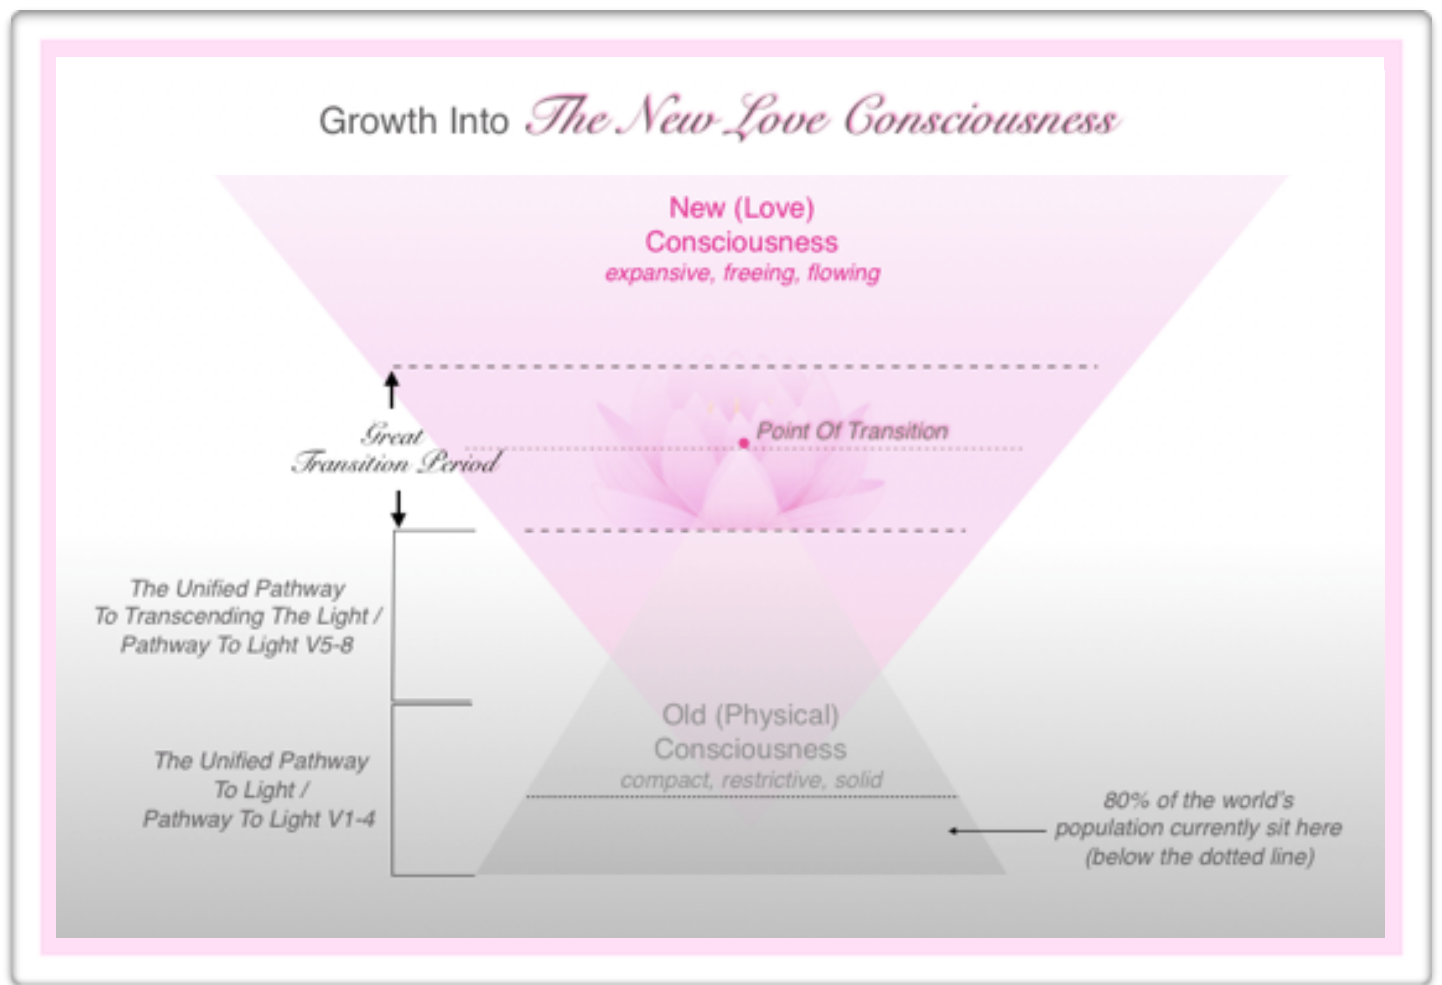 Growth Into The New Love Consciousness
New (Love)
Consciousness
expansive, freeing, flowing
Great
Transition Period
Point Of Transition
The Unified Pathway
To Transcending The Light /
Pathway To Light V5-8
Old (Physical)
Consciousness
compact, restrictive, solid
The Unified Pathway
To Light /
Pathway To Light V1-4
80% of the world's
population currently sit here
(below the dotted line)